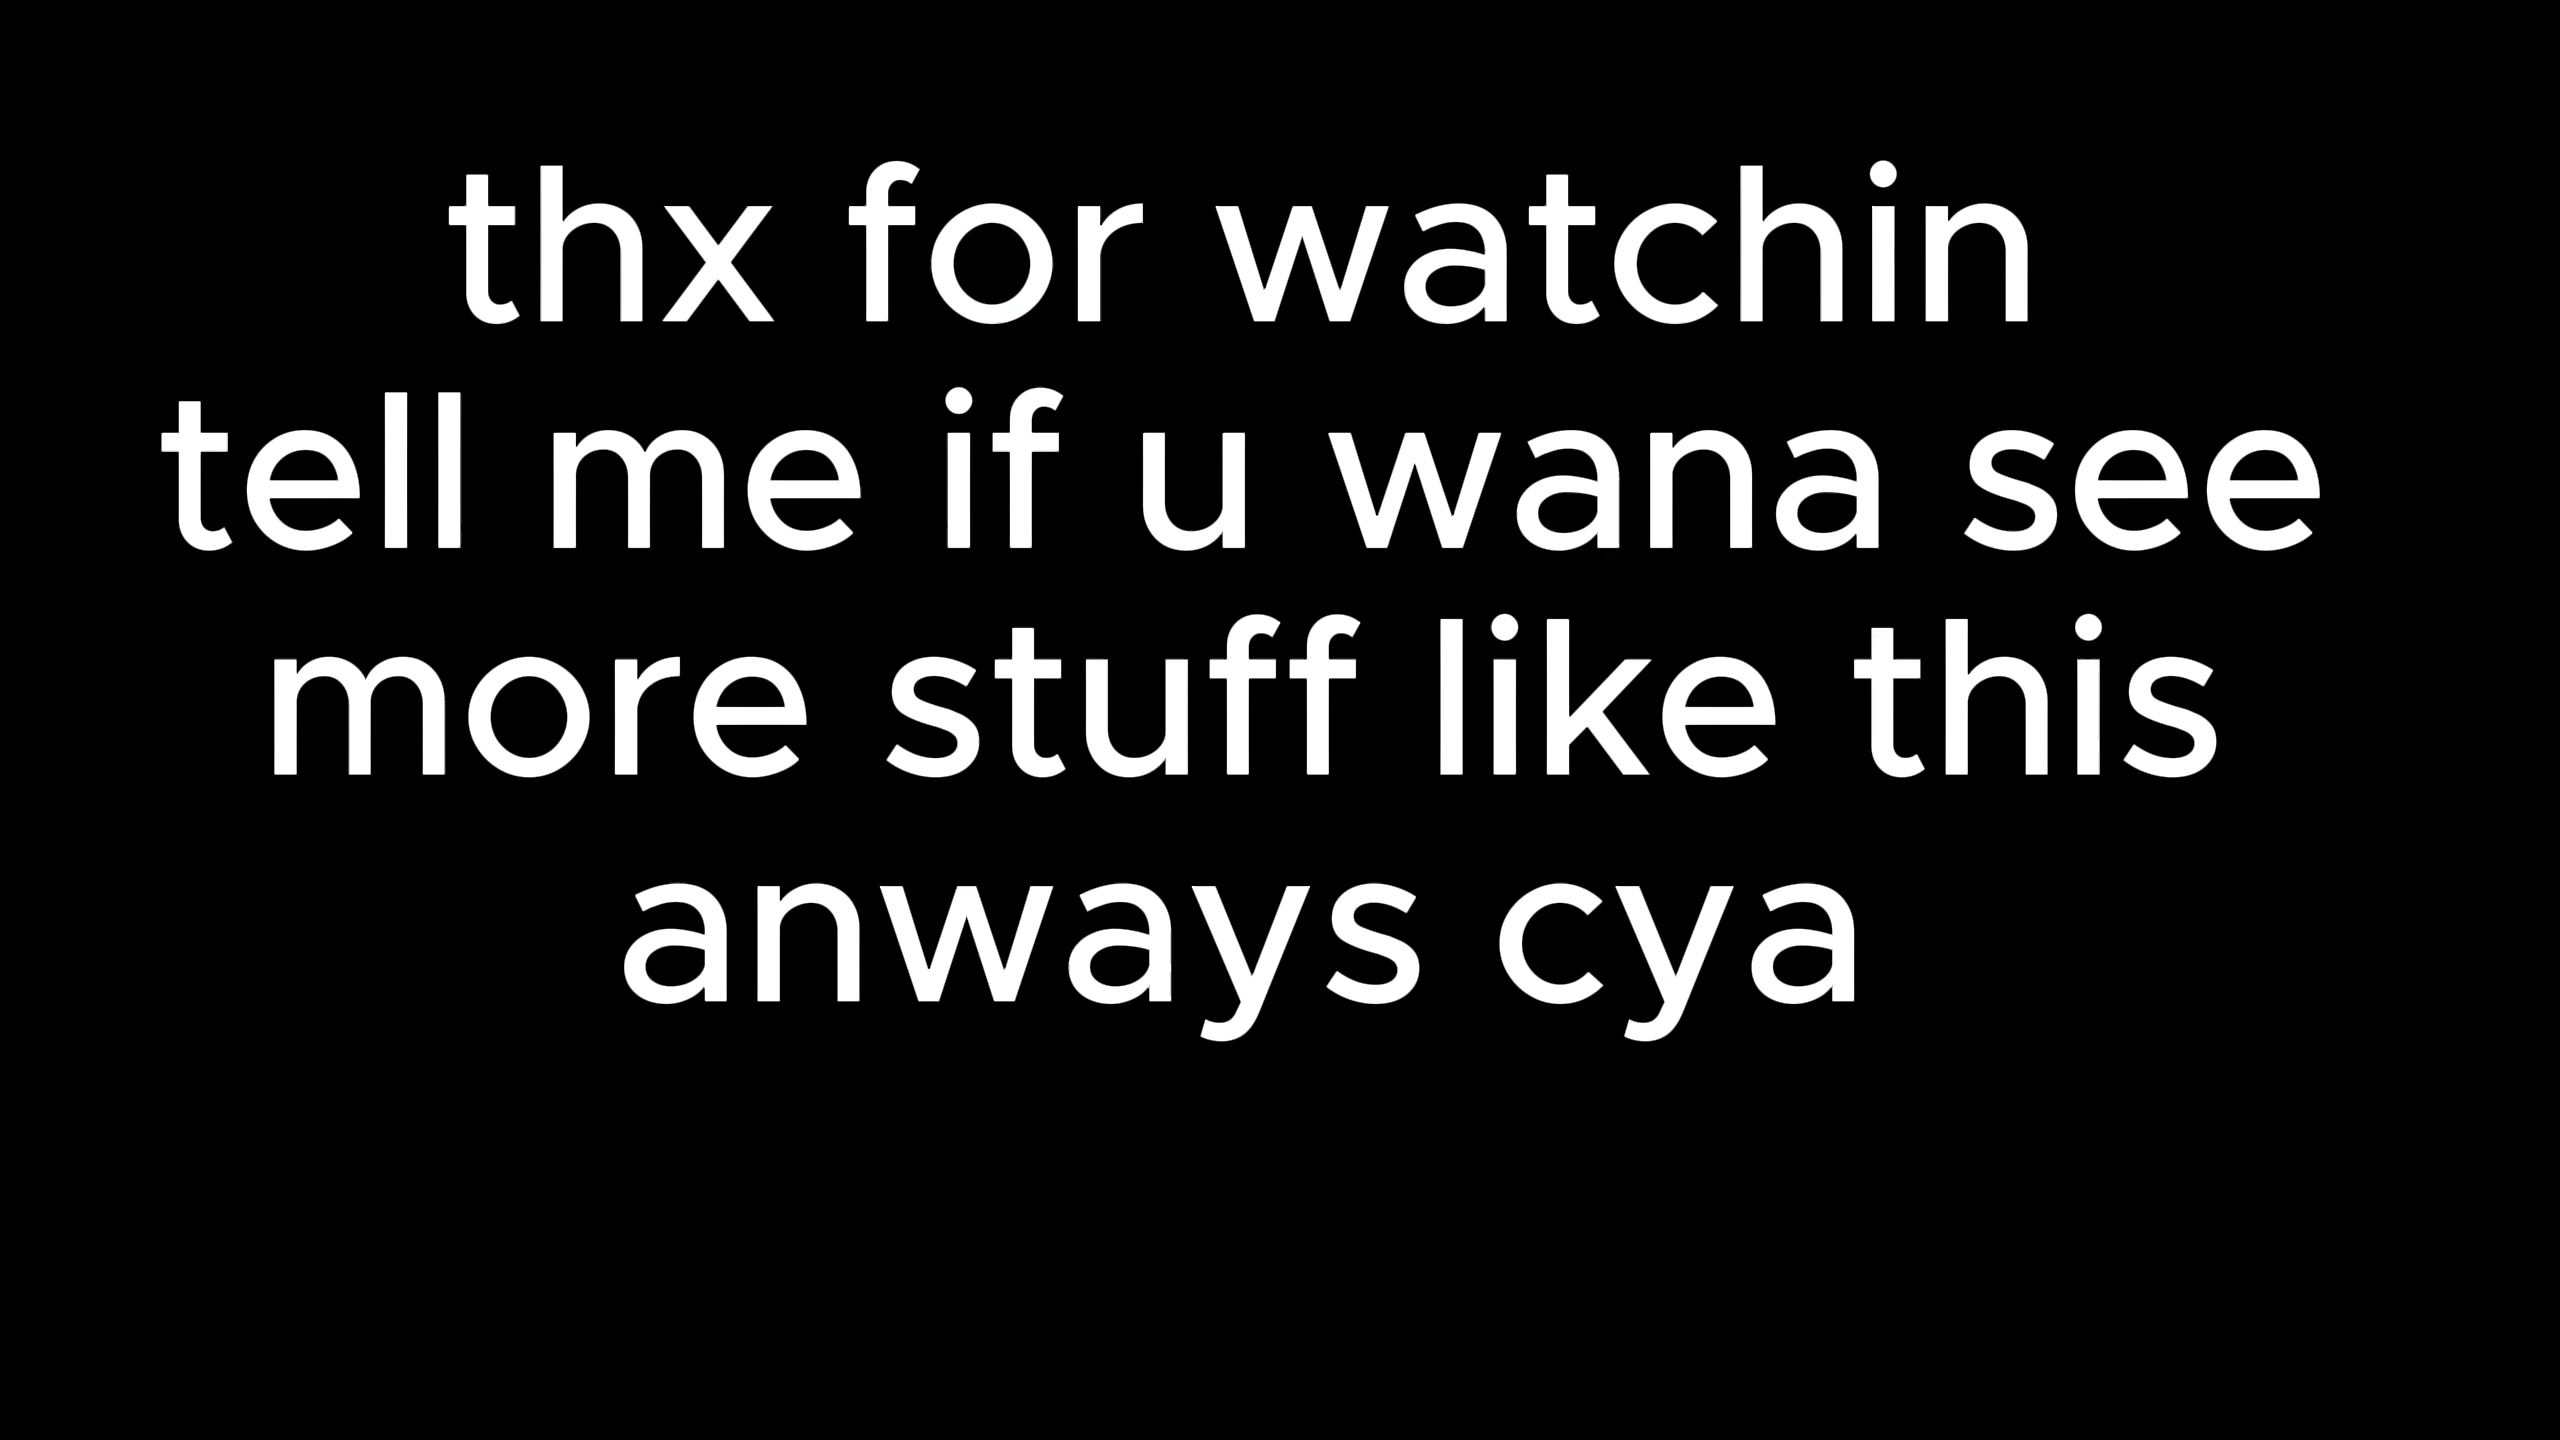 thx for watchin
tell me if u wana see
more stuff like this
anways cya